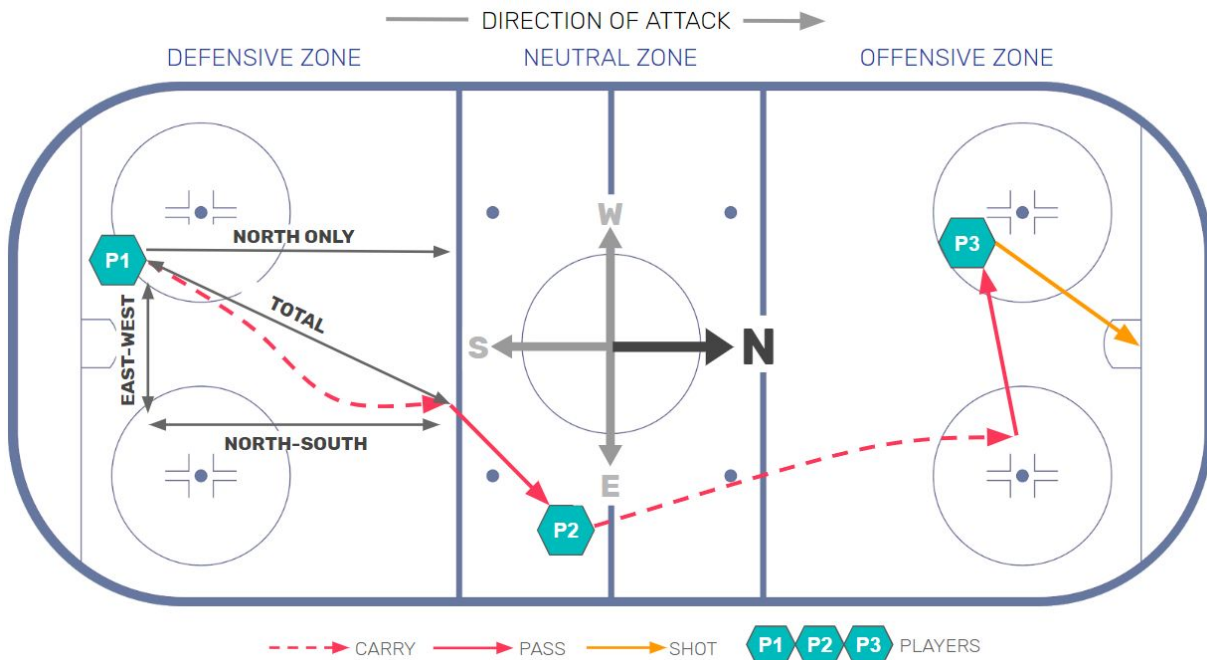 DIRECTION OF ATTACK
DEFENSIVE ZONE
NEUTRAL ZONE
OFFENSIVE ZONE
W
NORTH ONLY
P1
P3
TOTAL
EAST-WEST
S
N
NORTH-SOUTH
E
P2
CARRY
PASS
SHOT
P1 P2 P3 PLAYERS